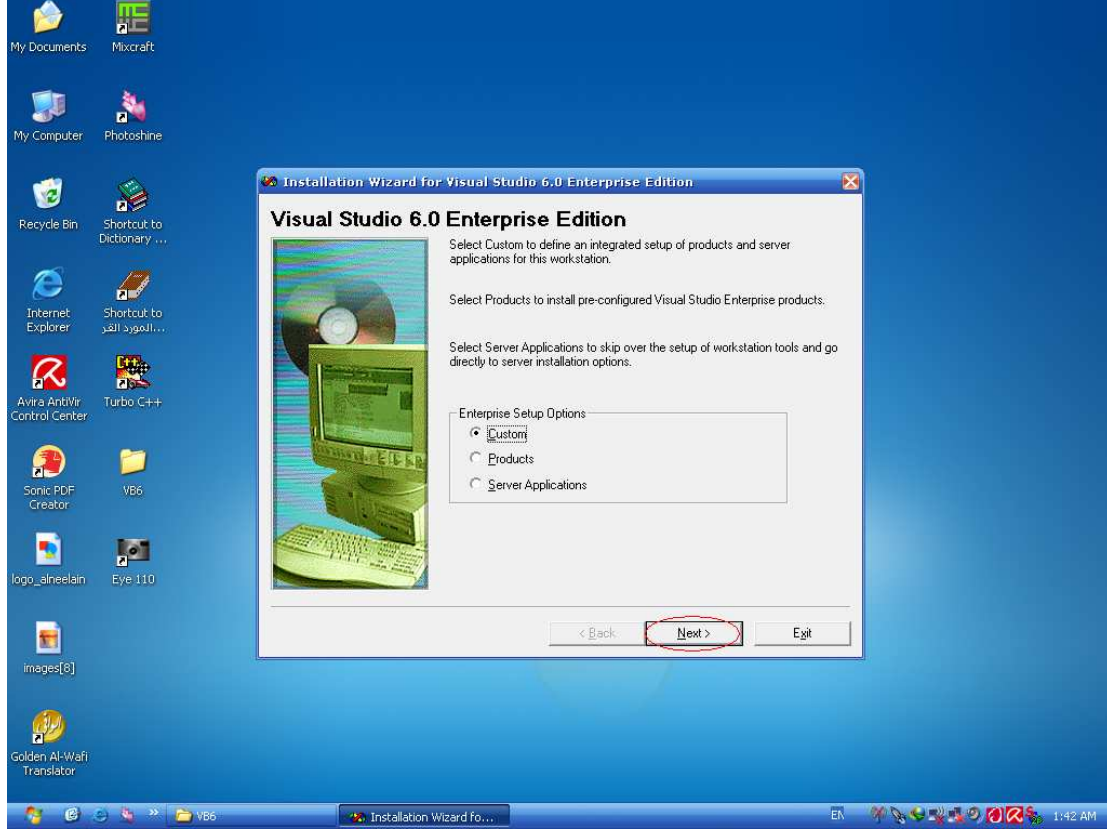 My Documents
Mixcraft
My Computer
Photoshine
Recycle Bin
Shortcut to
Dictionary ...
Internet
Explorer
Shortcut to
المورد القر...
Avira AntiVir
Control Center
Turbo C++
Sonic PDF
Creator
VB6
logo_alneelain
Eye 110
images[8]
Golden Al-Wafi
Translator
Installation Wizard for Visual Studio 6.0 Enterprise Edition
Visual Studio 6.0 Enterprise Edition
Select Custom to define an integrated setup of products and server
applications for this workstation.
Select Products to install pre-configured Visual Studio Enterprise products.
Select Server Applications to skip over the setup of workstation tools and go
directly to server installation options.
Enterprise Setup Options
Custom
Products
Server Applications
< Back
Next >
Exit
VB6
Installation Wizard fo...
EN
1:42 AM